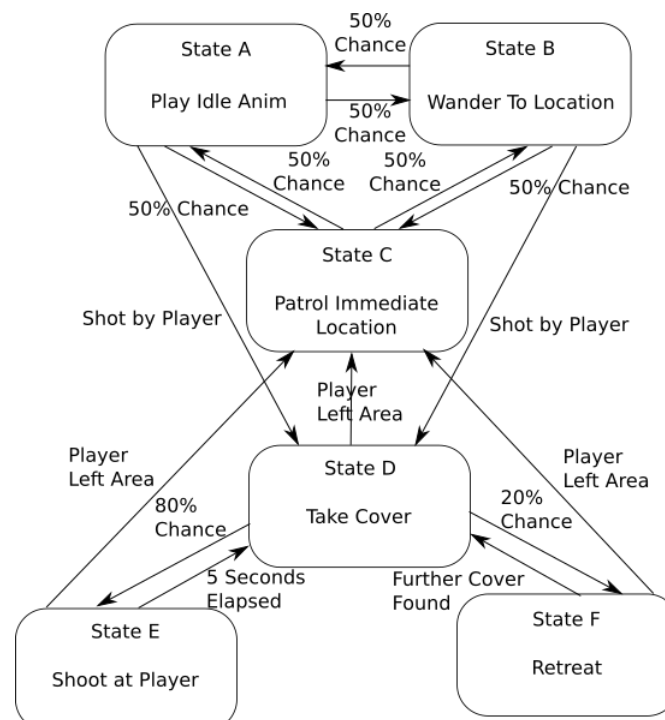 50%
Chance
State A
Play Idle Anim
State B
Wander To Location
50%
Chance
50%
Chance
50%
Chance
50% Chance
50% Chance
State C
Patrol Immediate
Location
Shot by Player
Shot by Player
Player
Left Area
Player
Left Area
Player
Left Area
State D
Take Cover
80%
Chance
20%
Chance
5 Seconds
Elapsed
Further Cover
Found
State E
Shoot at Player
State F
Retreat